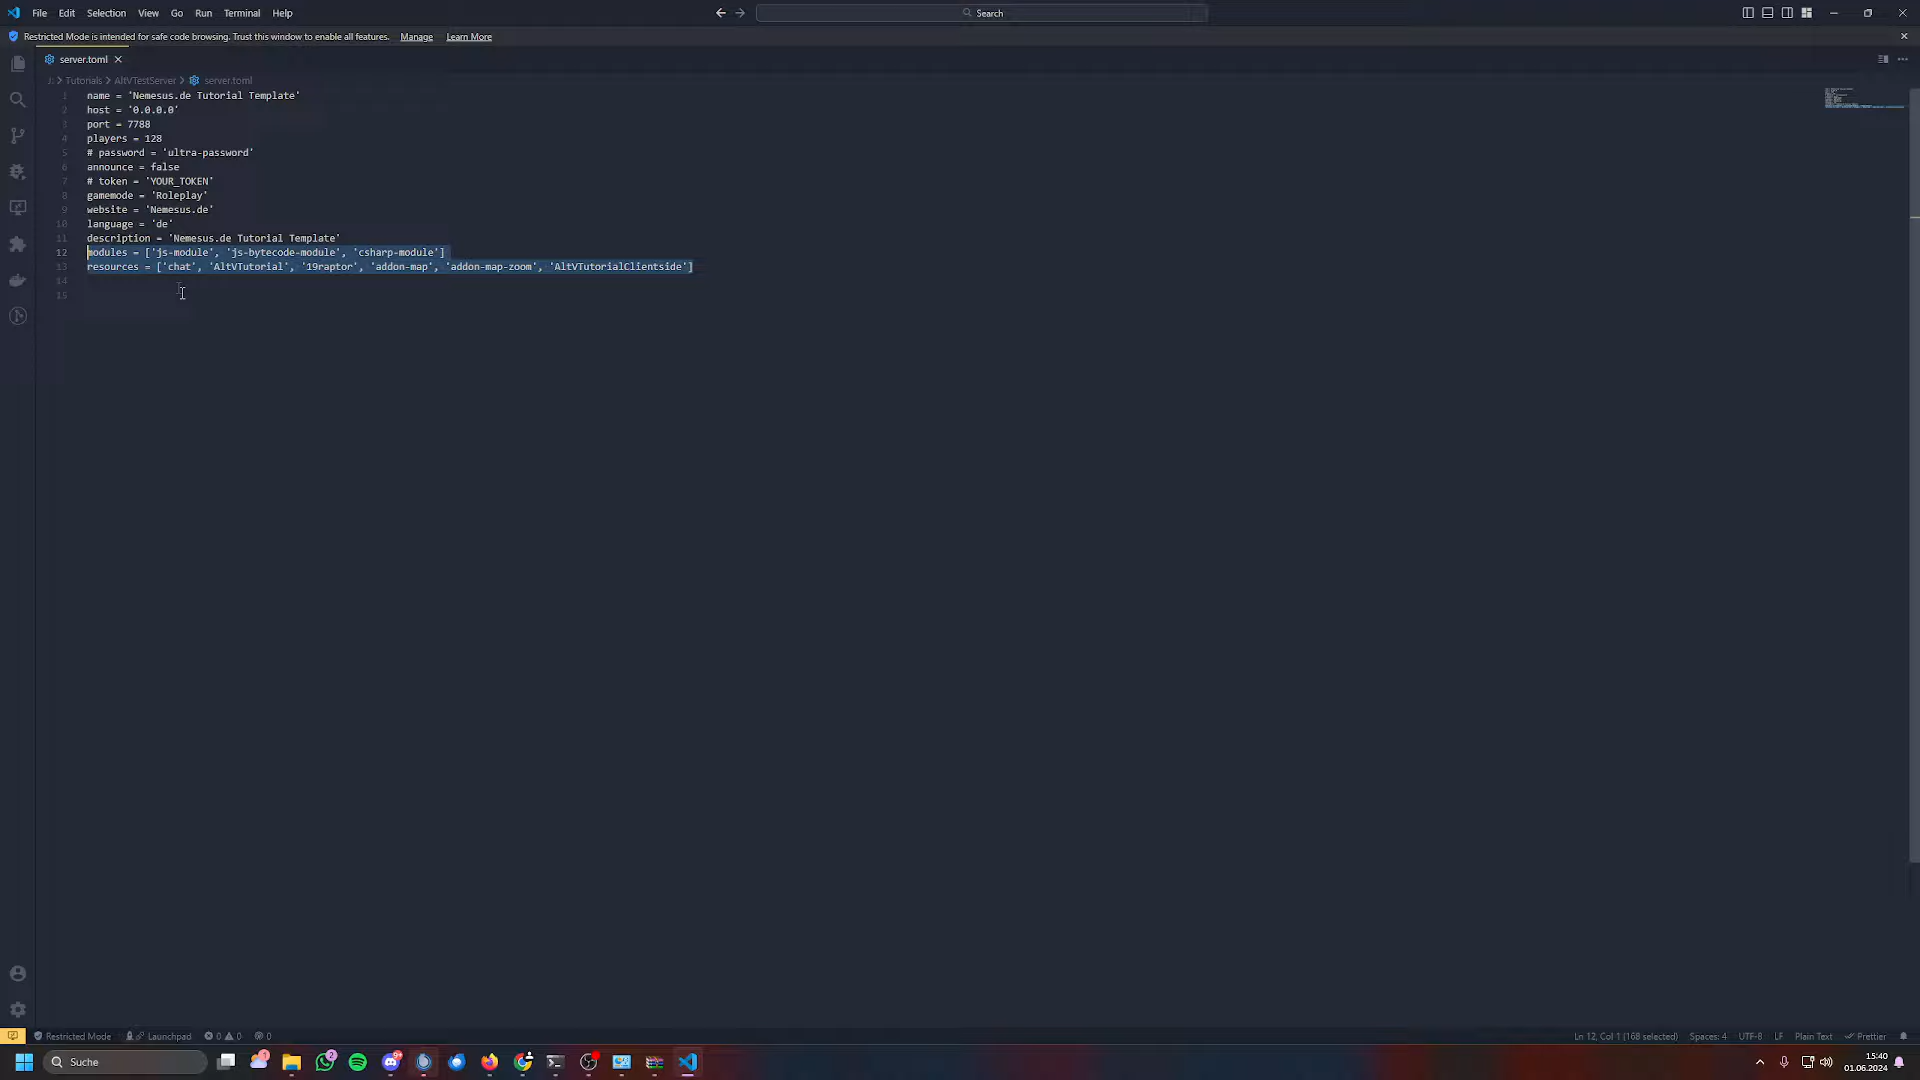 File Edit Selection View Go Run Terminal Help
Search
Restricted Mode is intended for safe code browsing. Trust this window to enable all features. Manage Learn More
server.toml
J: > Tutorials > AltVTestServer > server.toml
1 name = 'Nemesus.de Tutorial Template'
2 host = '0.0.0.0'
3 port = 7788
4 players = 128
5 # password = 'ultra-password'
6 announce = false
7 # token = 'YOUR_TOKEN'
8 gamemode = 'Roleplay'
9 website = 'Nemesus.de'
10 language = 'de'
11 description = 'Nemesus.de Tutorial Template'
12 modules = ['js-module', 'js-bytecode-module', 'csharp-module']
13 resources = ['chat', 'AltVTutorial', '19raptor', 'addon-map', 'addon-map-zoom', 'AltVTutorialClientside']
14
15
Restricted Mode Launchpad 0 0 0 Ln 12, Col 1 (168 selected) Spaces: 4 UTF-8 LF Plain Text Prettier
Suche 15:40
01.06.2024